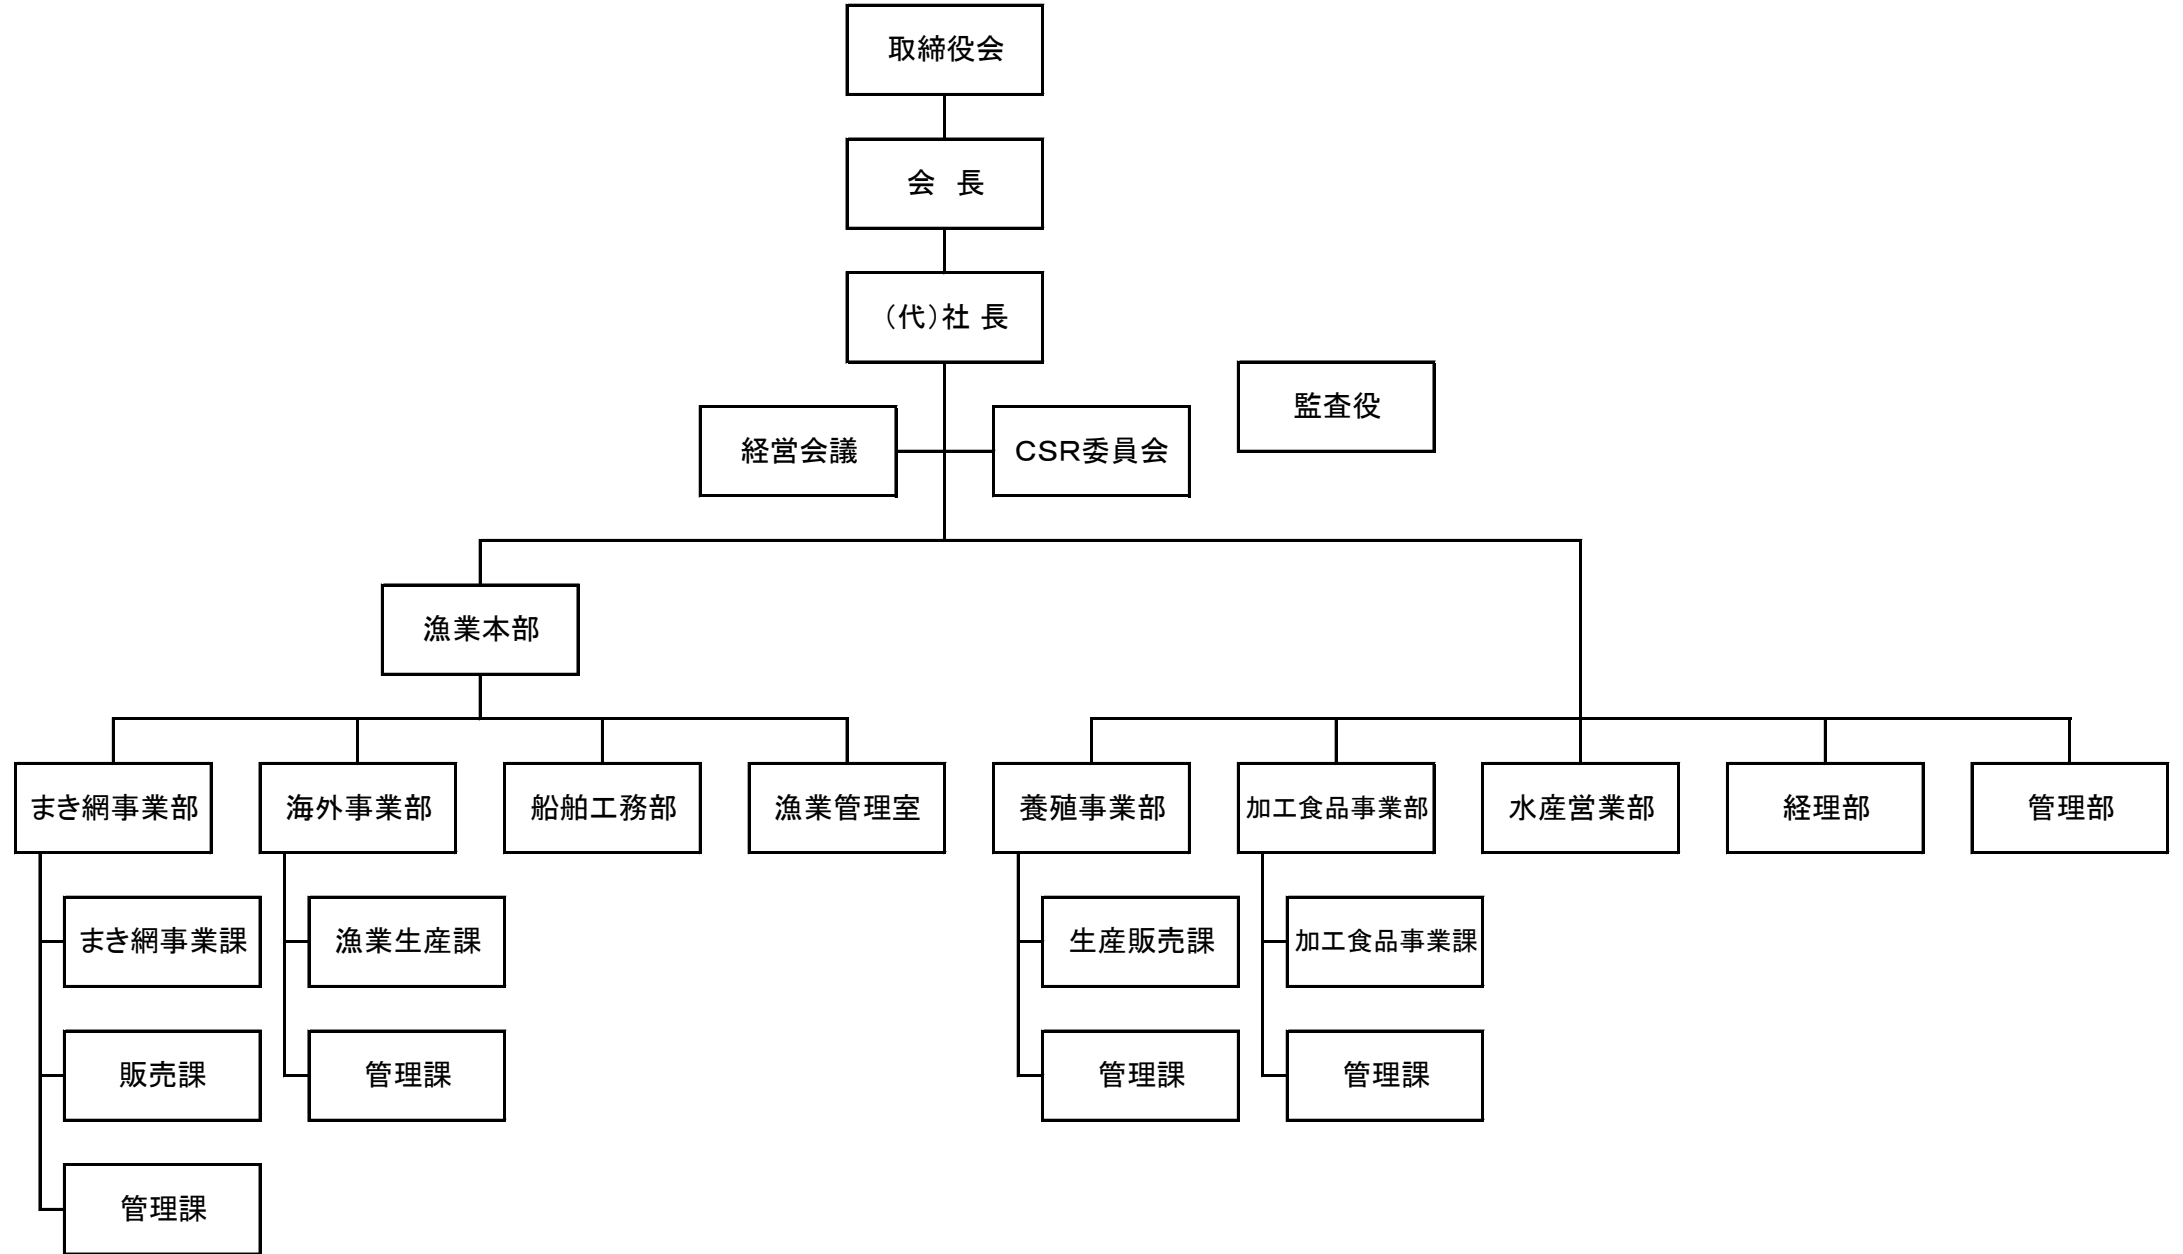 取締役会
会 長
（代）社 長
監査役
経営会議
CSR委員会
漁業本部
まき網事業部
海外事業部
船舶工務部
漁業管理室
養殖事業部
加工食品事業部
水産営業部
経理部
管理部
まき網事業課
漁業生産課
生産販売課
加工食品事業課
販売課
管理課
管理課
管理課
管理課